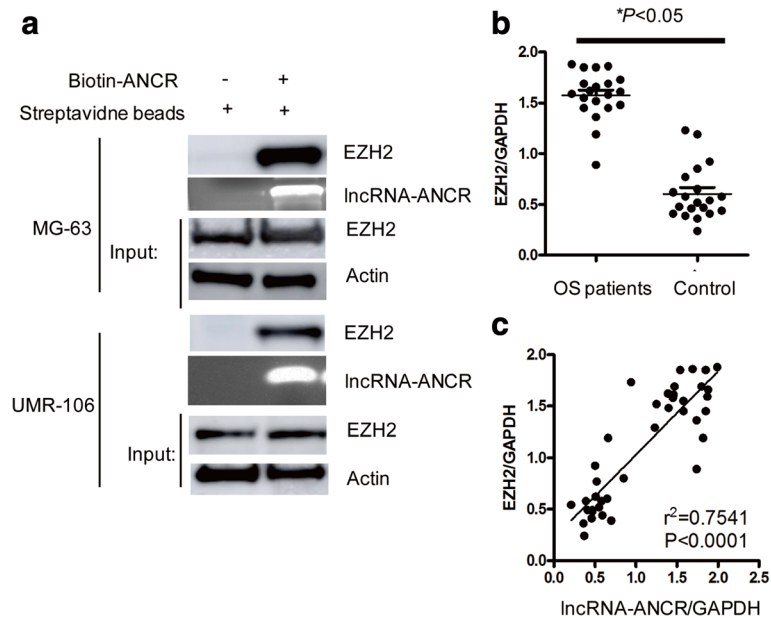 a
Biotin-ANCR - +
Streptavidne beads + +
MG-63
EZH2
lncRNA-ANCR
Input:
EZH2
Actin
UMR-106
EZH2
lncRNA-ANCR
Input:
EZH2
Actin
b
*P<0.05
EZH2/GAPDH
2.0
1.5
1.0
0.5
0.0
OS patients Control
c
EZH2/GAPDH
2.0
1.5
1.0
0.5
0.0
r2=0.7541
P<0.0001
0.0 0.5 1.0 1.5 2.0 2.5
lncRNA-ANCR/GAPDH